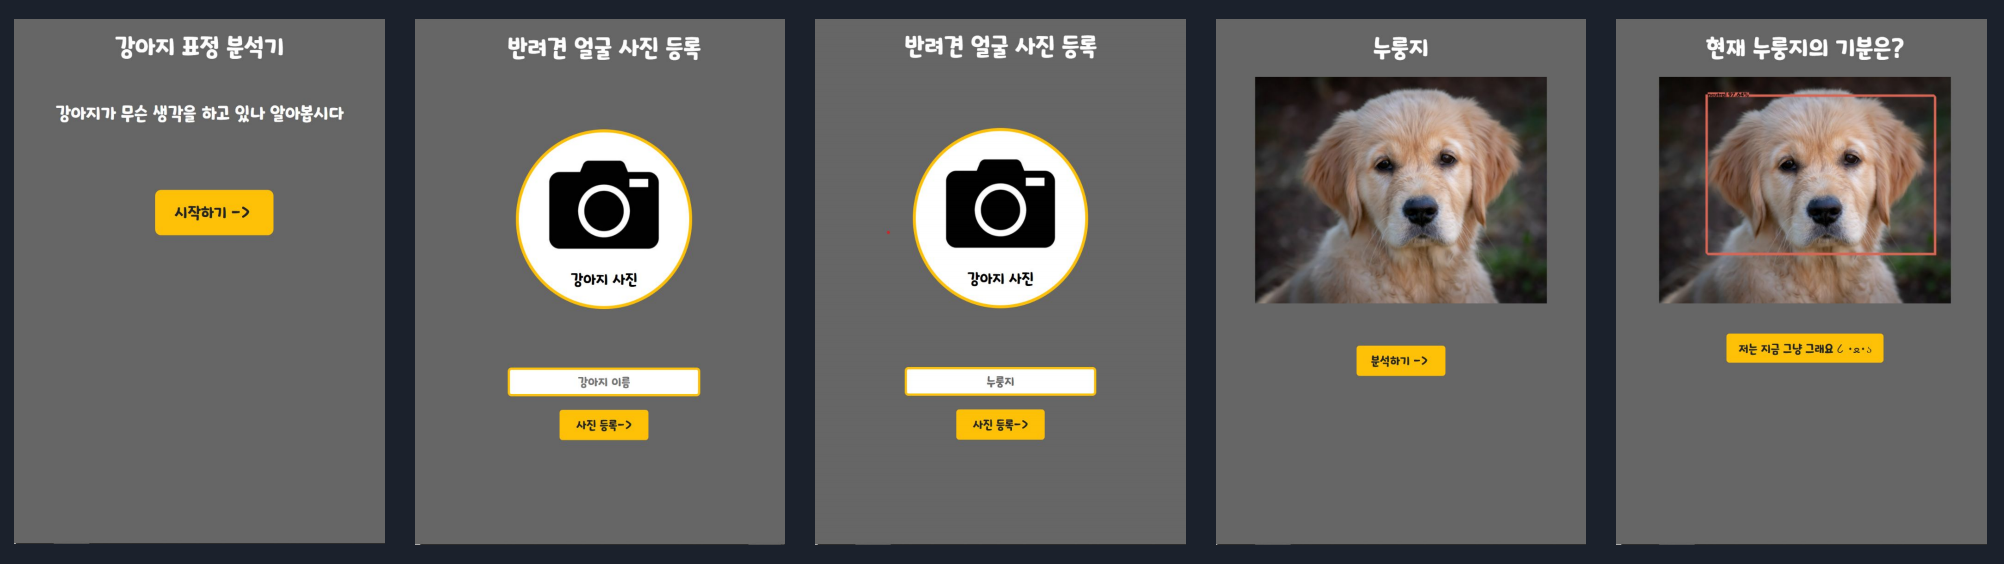 강아지 표정 분석기
강아지가 무슨 생각을 하고 있나 알아봅시다
시작하기 ->
반려견 얼굴 사진 등록
강아지 사진
강아지 이름
사진 등록->
반려견 얼굴 사진 등록
강아지 사진
누룽지
사진 등록->
누룽지
분석하기 ->
현재 누룽지의 기분은?
저는 지금 그냥 그래요